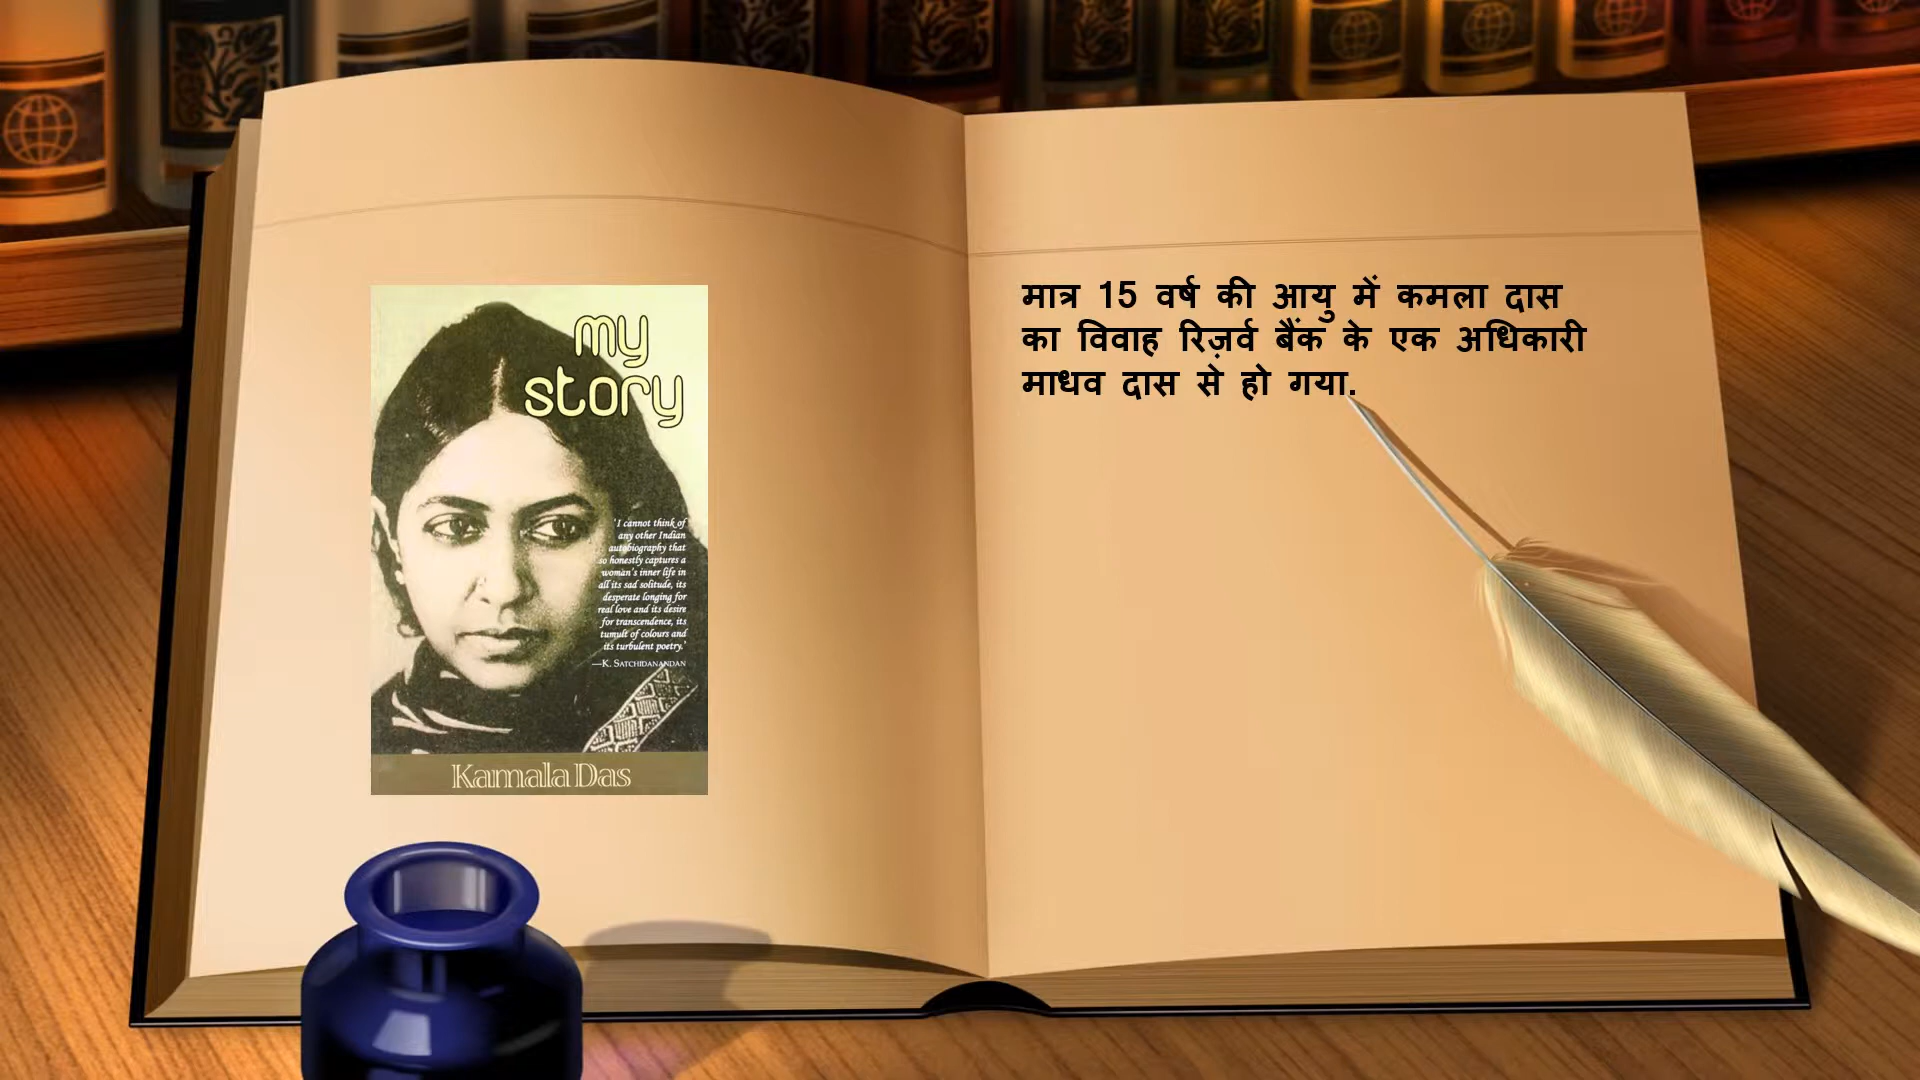 my
story
'I cannot think of
any other Indian
autobiography that
so honestly captures a
woman's inner life in
all its sad solitude, its
desperate longing for
real love and its desire
for transcendence, its
tumult of colours and
its turbulent poetry.'
—K. SATCHIDANANDAN
Kamala Das
मात्र 15 वर्ष की आयु में कमला दास
का विवाह रिज़र्व बैंक के एक अधिकारी
माधव दास से हो गया.